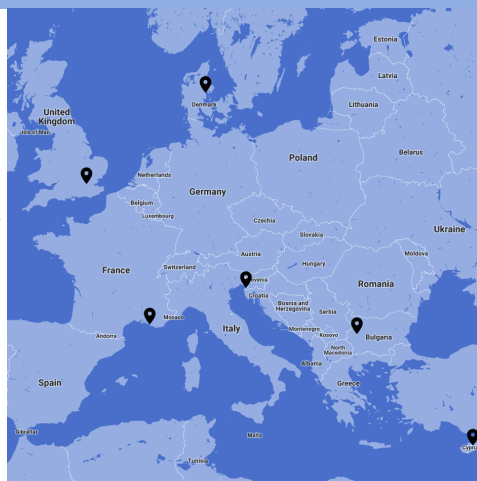 Estonia
Latvia
Denmark
Lithuania
United
Kingdom
Isle of Man
Belarus
Poland
Netherlands
Germany
Belgium
Luxembourg
Ukraine
Czechia
Slovakia
Moldova
Austria
France
Switzerland
Hungary
Romania
Croatia
Bosnia and
Herzegovina
Serbia
Monaco
Italy
Montenegro
Kosovo
Bulgaria
Andorra
North
Macedonia
Albania
Spain
Greece
Gibraltar
Malta
Tunisia